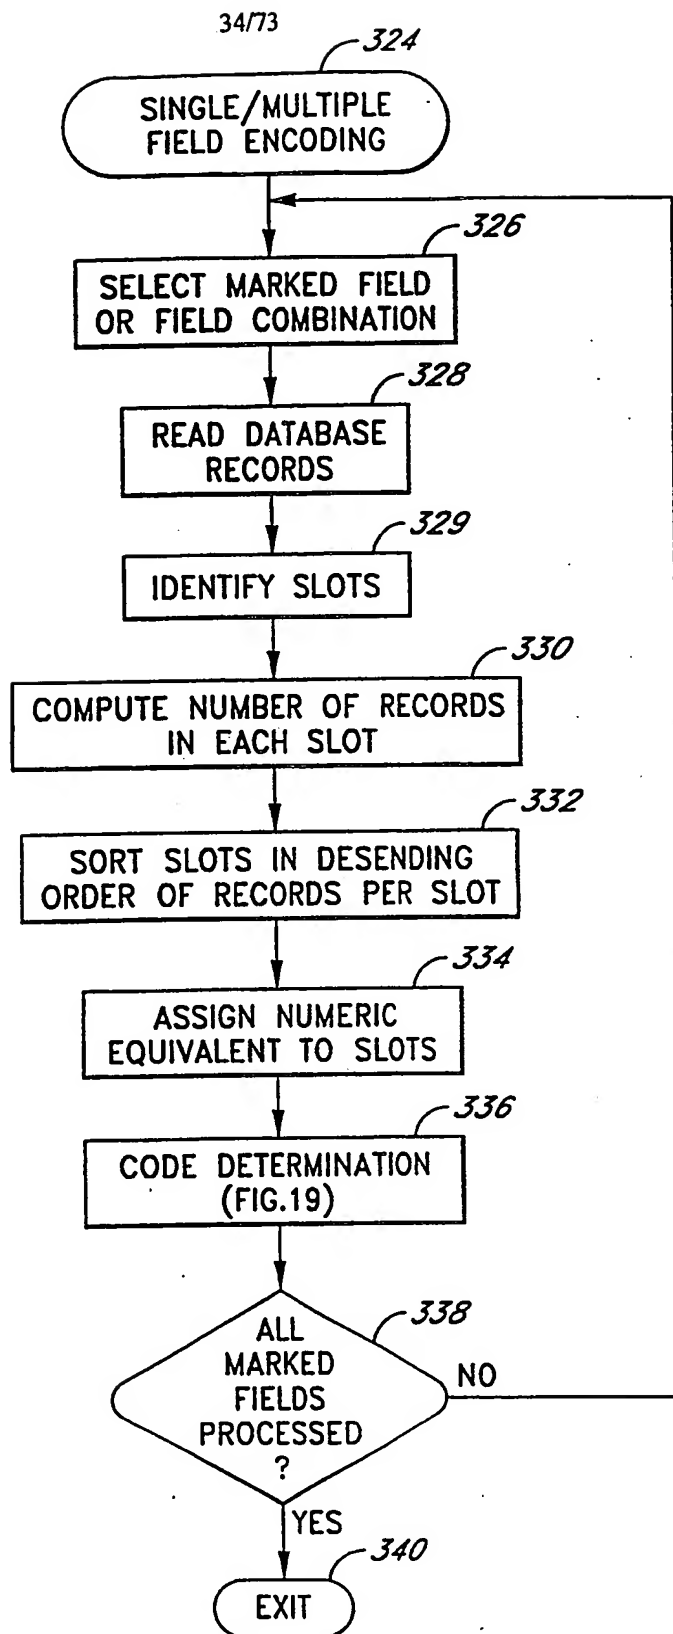 34/73
324
SINGLE/MULTIPLE
FIELD ENCODING
326
SELECT MARKED FIELD
OR FIELD COMBINATION
328
READ DATABASE
RECORDS
329
IDENTIFY SLOTS
330
COMPUTE NUMBER OF RECORDS
IN EACH SLOT
332
SORT SLOTS IN DESENDING
ORDER OF RECORDS PER SLOT
334
ASSIGN NUMERIC
EQUIVALENT TO SLOTS
336
CODE DETERMINATION
(FIG.19)
338
ALL
MARKED
FIELDS
PROCESSED
?
NO
YES
340
EXIT